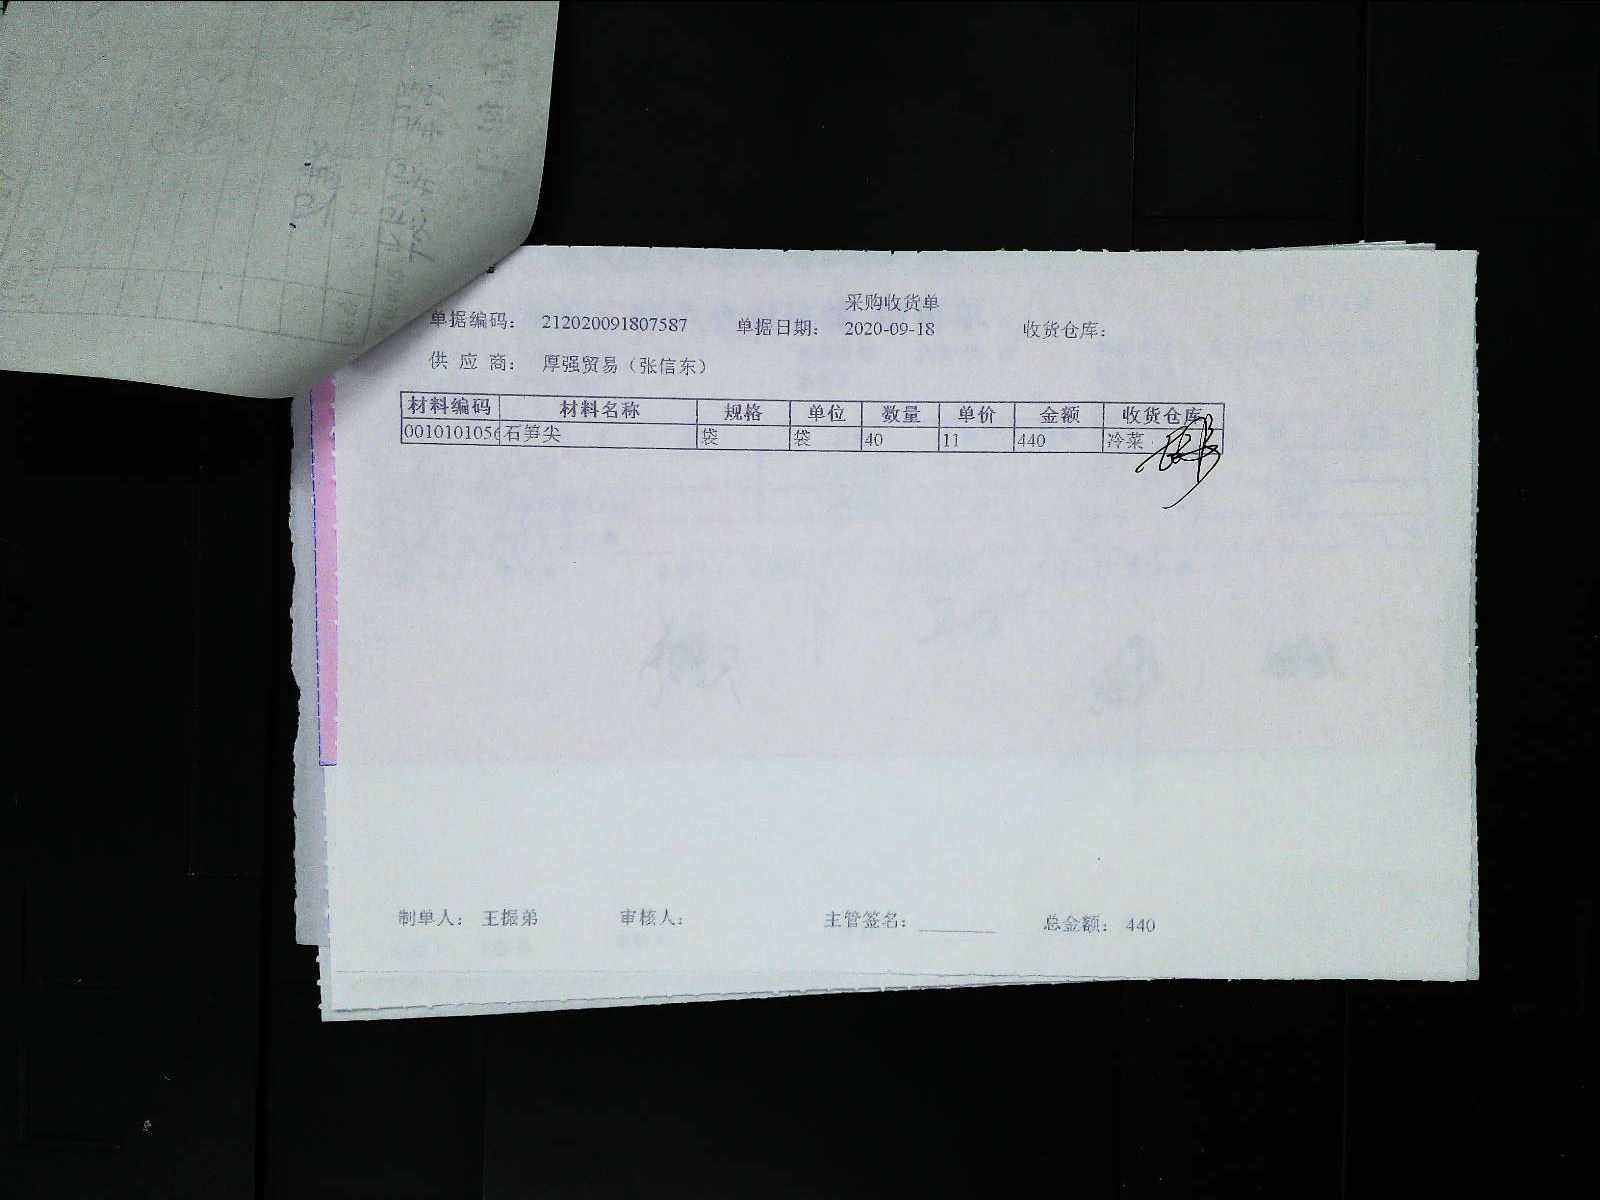 采购收货单
单据编码： 212020091807587 单据日期： 2020-09-18 收货仓库：
供 应 商： 厚强贸易（张信东）
材料编码 材料名称 规格 单位 数量 单价 金额 收货仓库
0010101056 石笋尖 袋 袋 40 11 440 冷菜
制单人： 王振弟 审核人： 主管签名： 总金额： 440